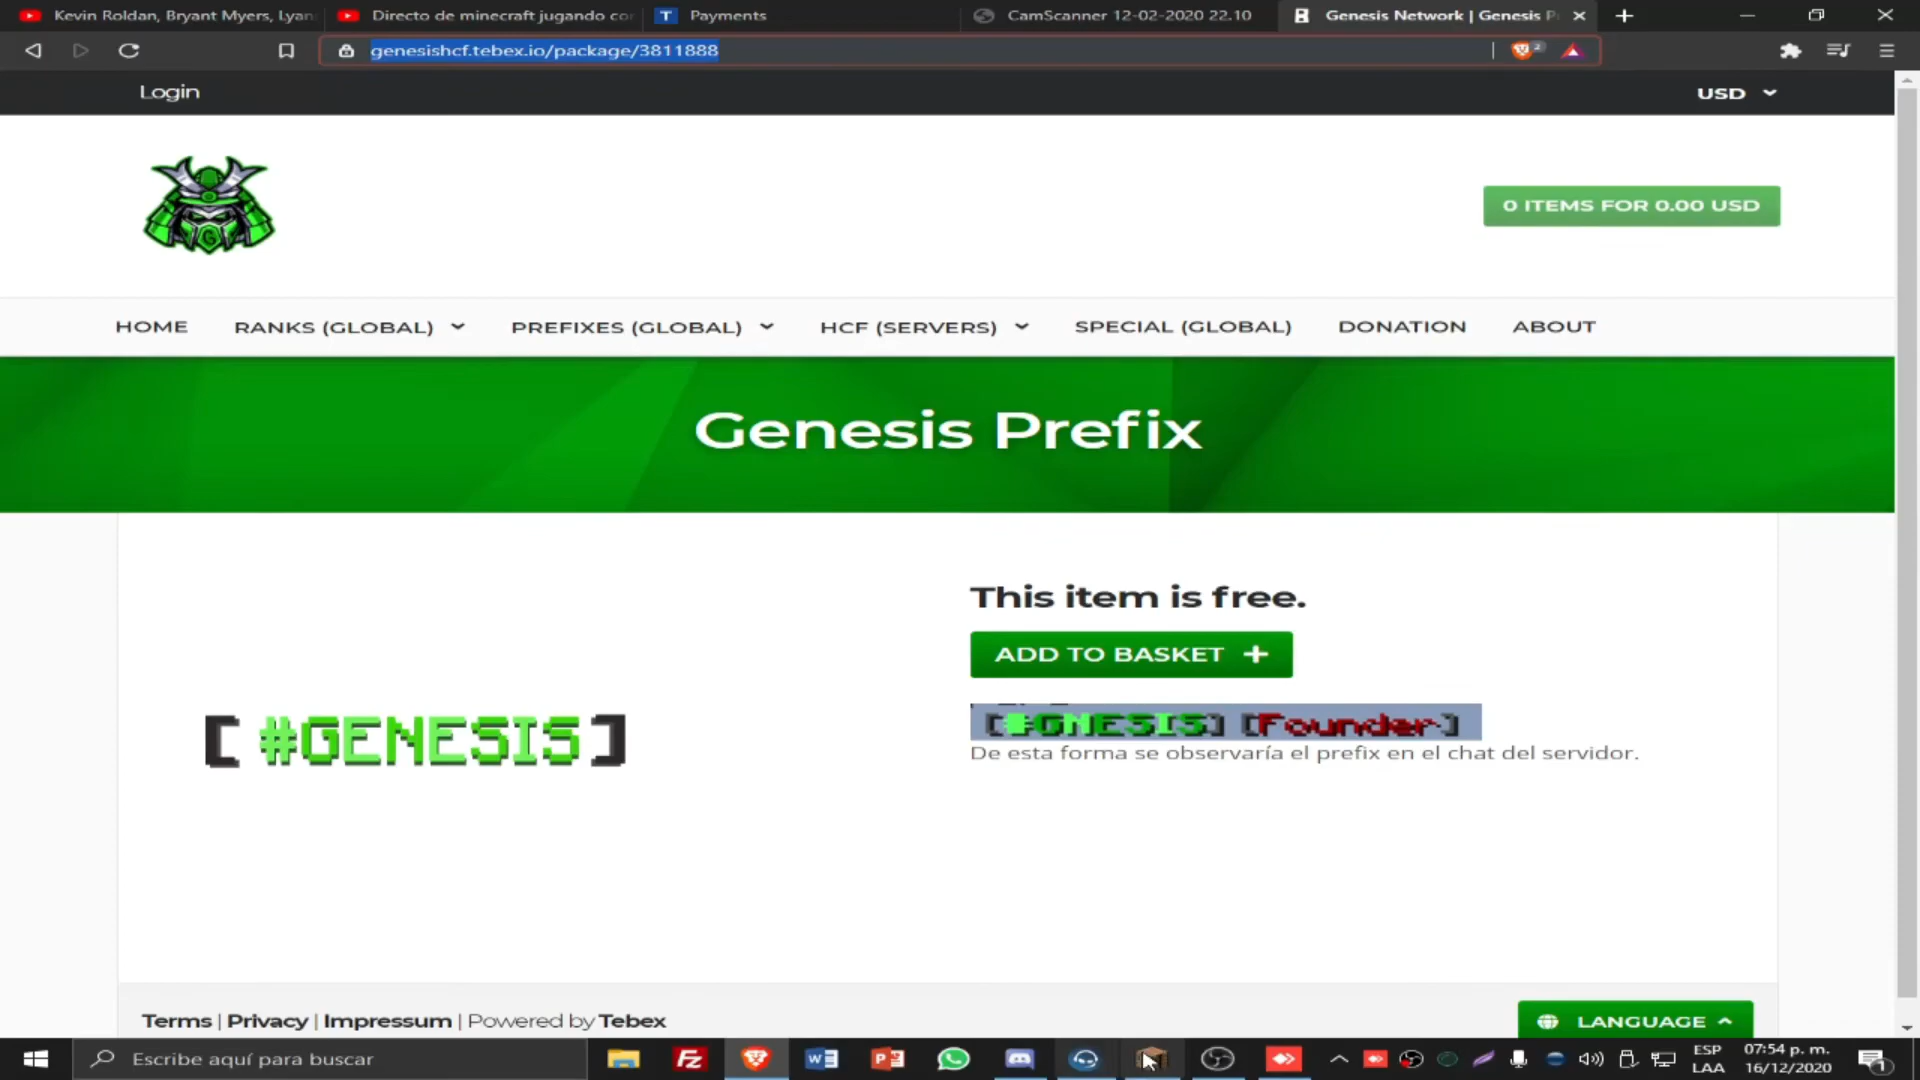 Kevin Roldan, Bryant Myers, Lyan
Directo de minecraft jugando co
Payments
CamScanner 12-02-2020 22.10
Genesis Network | Genesis P
genesishcf.tebex.io/package/3811888
2
Login
USD
0 ITEMS FOR 0.00 USD
HOME
RANKS (GLOBAL)
PREFIXES (GLOBAL)
HCF (SERVERS)
SPECIAL (GLOBAL)
DONATION
ABOUT
Genesis Prefix
This item is free.
ADD TO BASKET +
[ #GENESIS]
[#GNESIS] [Founder]
De esta forma se observaría el prefix en el chat del servidor.
Terms | Privacy | Impressum | Powered by Tebex
LANGUAGE
Escribe aquí para buscar
ESP
LAA
07:54 p. m.
16/12/2020
1